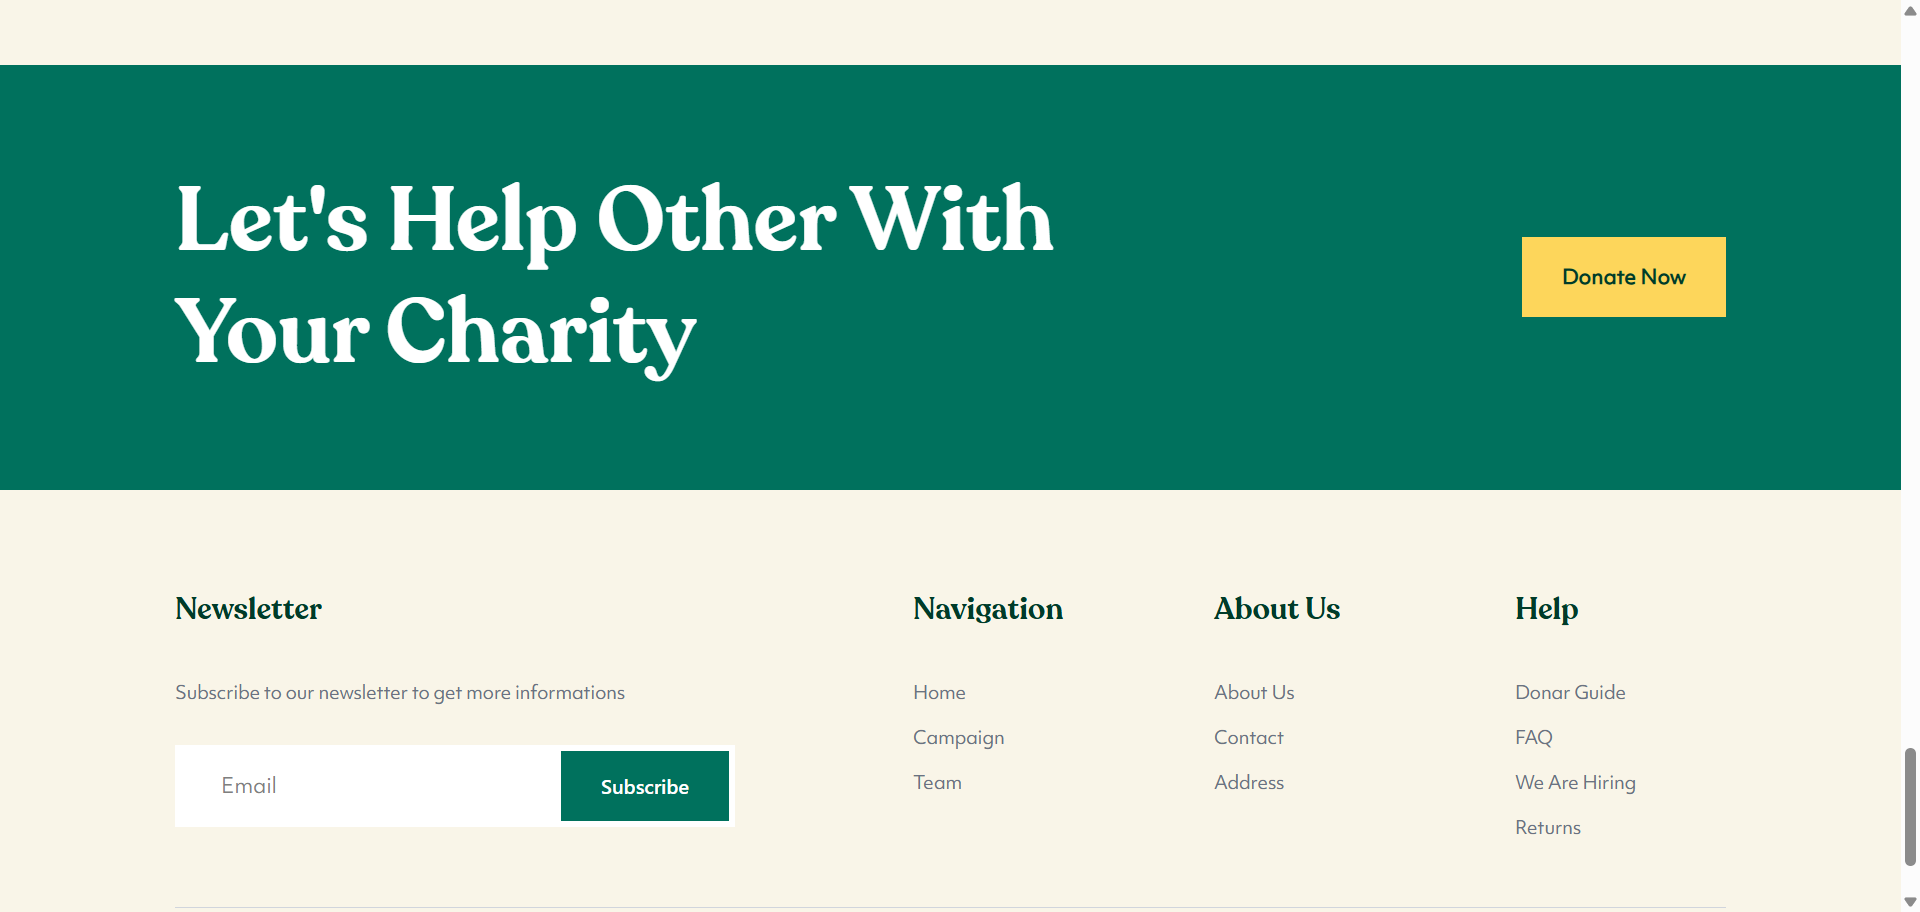 Let's Help Other With
Your Charity
Donate Now
Newsletter
Subscribe to our newsletter to get more informations
Email
Subscribe
Navigation
Home
Campaign
Team
About Us
About Us
Contact
Address
Help
Donar Guide
FAQ
We Are Hiring
Returns